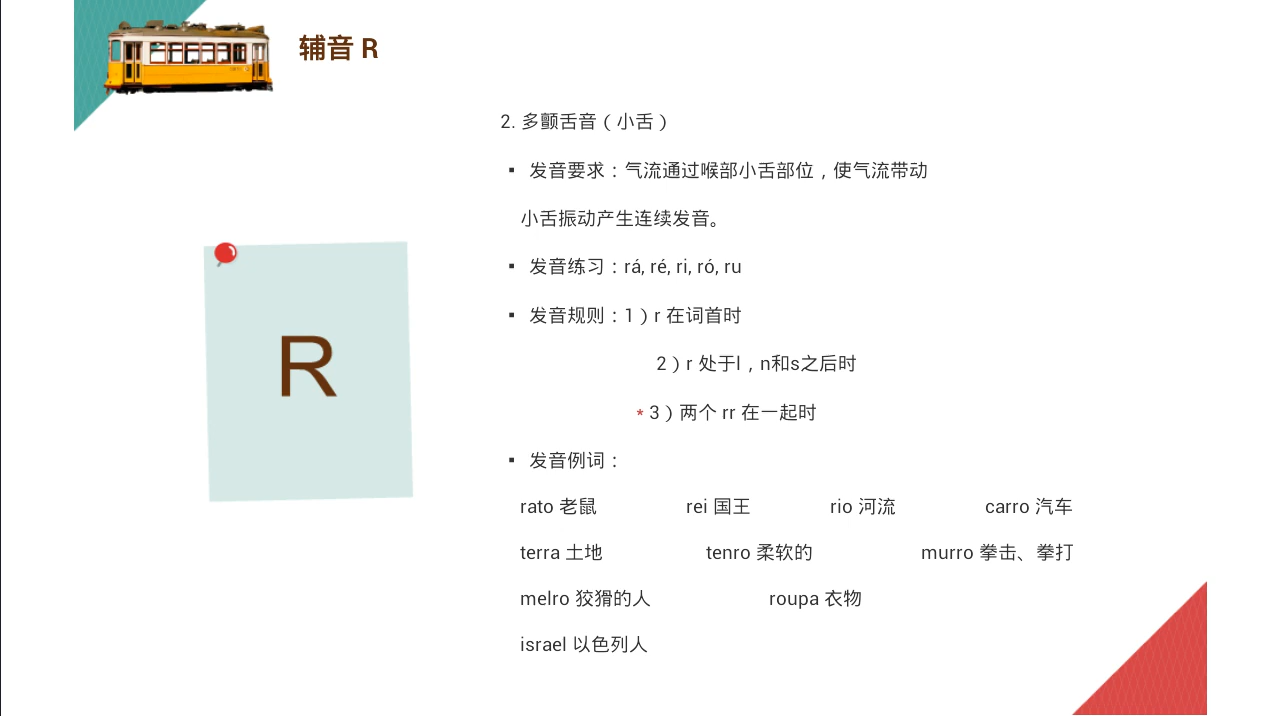 辅音 R
2. 多颤舌音（小舌）
▪ 发音要求：气流通过喉部小舌部位，使气流带动
小舌振动产生连续发音。
▪ 发音练习：rá, ré, ri, ró, ru
▪ 发音规则：1）r 在词首时
2）r 处于l，n和s之后时
* 3）两个 rr 在一起时
R
▪ 发音例词：
rato 老鼠 rei 国王 rio 河流 carro 汽车
terra 土地 tenro 柔软的 murro 拳击、拳打
melro 狡猾的人 roupa 衣物
israel 以色列人